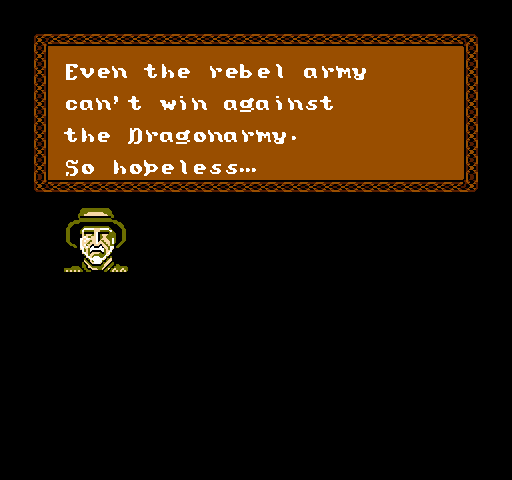 Even the rebel army
can't win against
the Dragonarmy.
So hopeless…